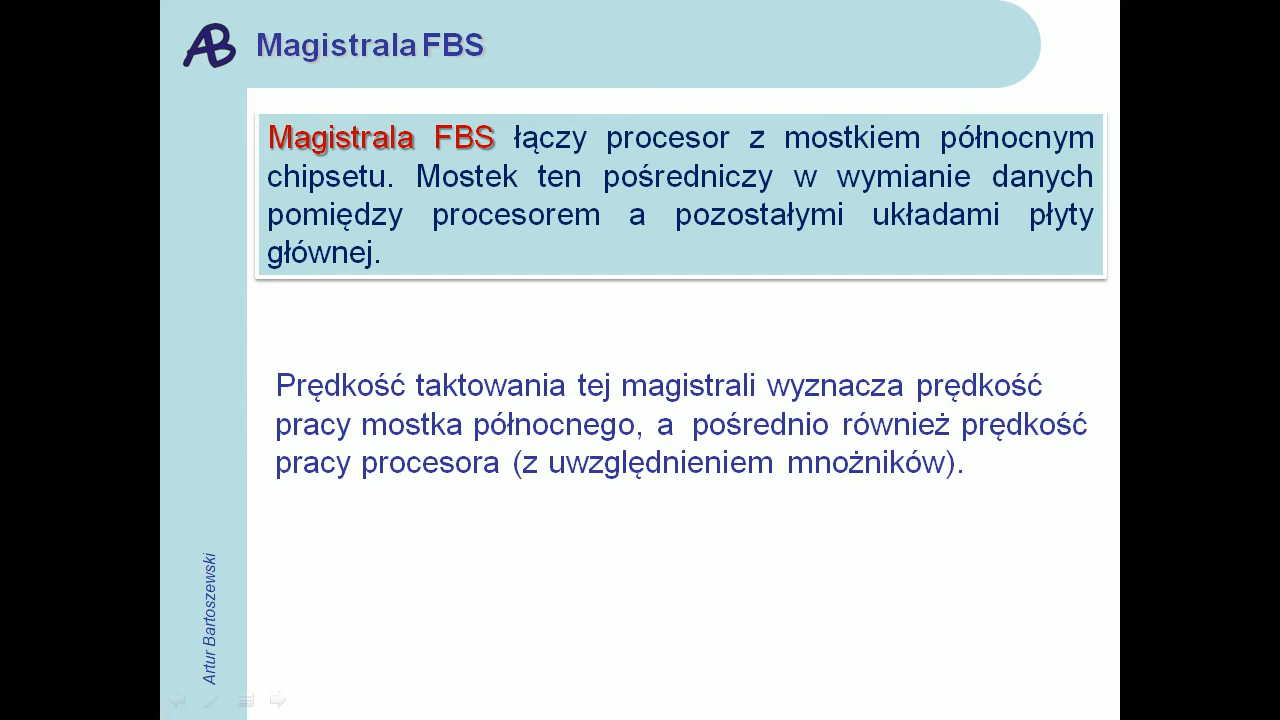 AB
Magistrala FBS
Magistrala FBS łączy procesor z mostkiem północnym
chipsetu. Mostek ten pośredniczy w wymianie danych
pomiędzy procesorem a pozostałymi układami płyty
głównej.
Prędkość taktowania tej magistrali wyznacza prędkość
pracy mostka północnego, a pośrednio również prędkość
pracy procesora (z uwzględnieniem mnożników).
Artur Bartoszewski